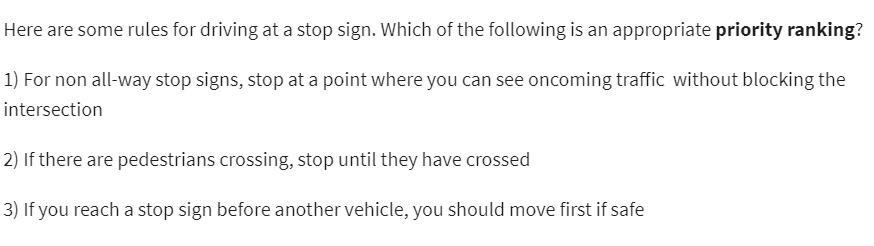 Here are some rules for driving at a stop sign. Which of the following is an appropriate priority ranking?
1) For non all-way stop signs, stop at a point where you can see oncoming traffic without blocking the
intersection
2) If there are pedestrians crossing, stop until they have crossed
3) If you reach a stop sign before another vehicle, you should move first if safe